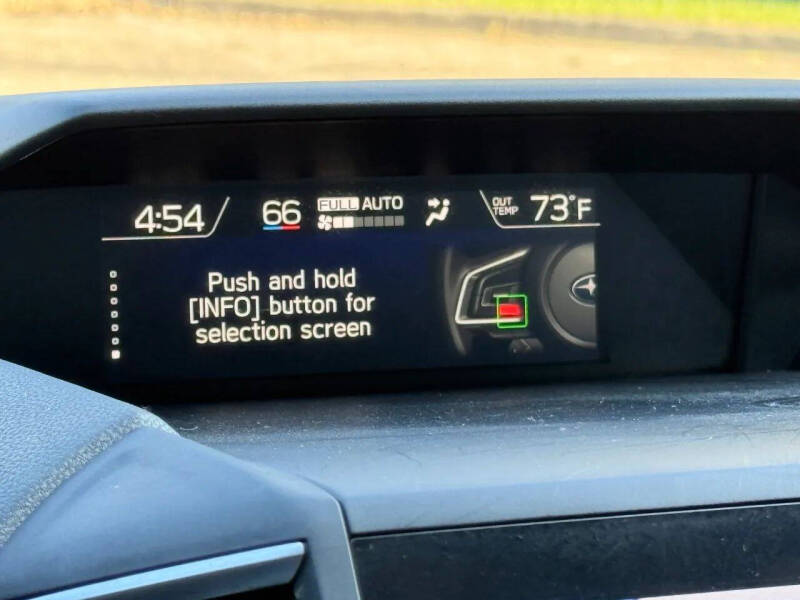 4:54 66 FULL AUTO OUT TEMP 73°F
Push and hold
[INFO] button for
selection screen